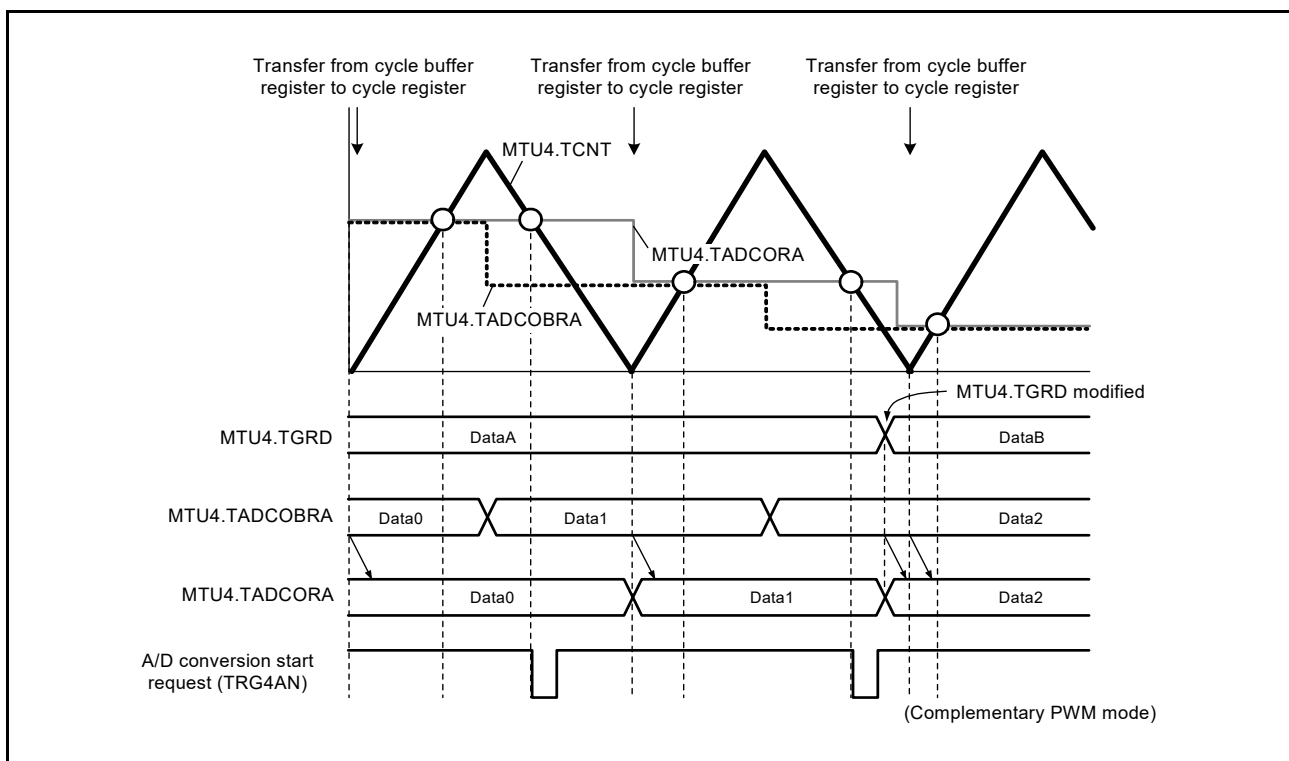 Transfer from cycle buffer
register to cycle register
Transfer from cycle buffer
register to cycle register
Transfer from cycle buffer
register to cycle register
MTU4.TCNT
MTU4.TADCORA
MTU4.TADCOBRA
MTU4.TGRD modified
MTU4.TGRD
DataA
DataB
MTU4.TADCOBRA
Data0
Data1
Data2
MTU4.TADCORA
Data0
Data1
Data2
A/D conversion start
request (TRG4AN)
(Complementary PWM mode)